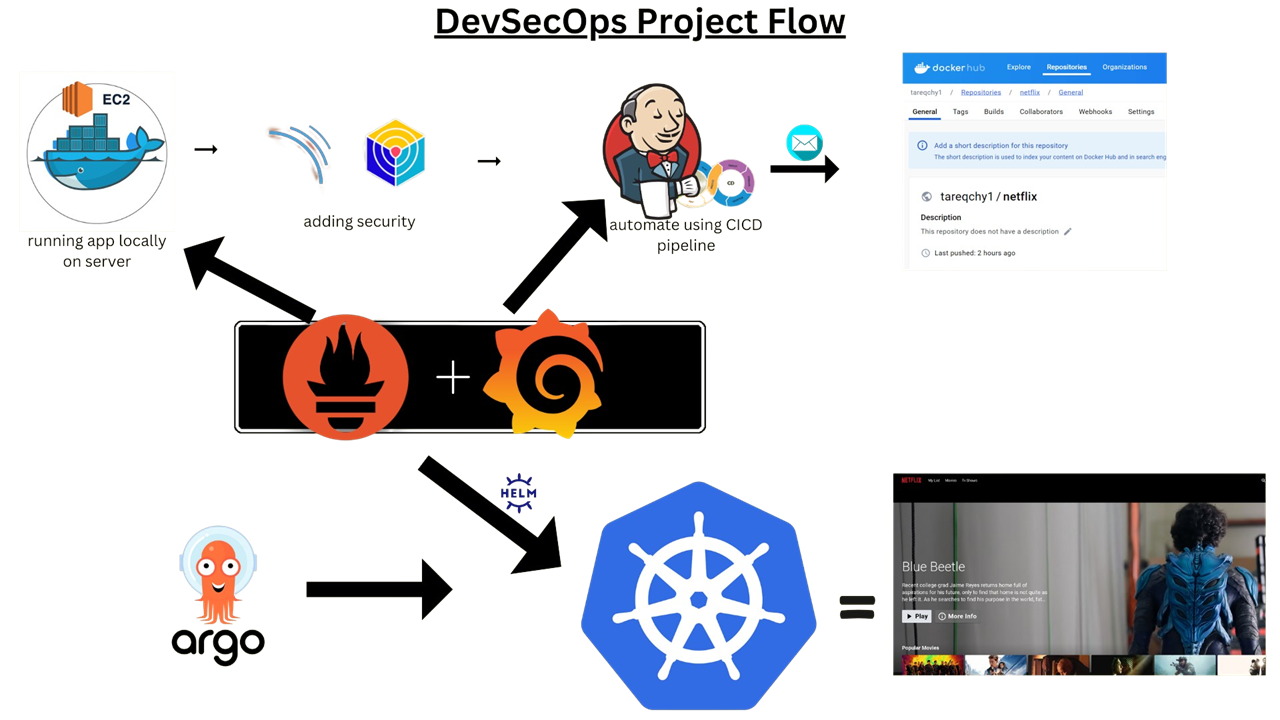 DevSecOps Project Flow
EC2
running app locally
on server
adding security
CD
automate using CICD
pipeline
dockerhub Explore Repositories Organizations
tareqchy1 / Repositories / netflix / General
General Tags Builds Collaborators Webhooks Settings
Add a short description for this repository
The short description is used to index your content on Docker Hub and in search eng
tareqchy1 / netflix
Description
This repository does not have a description
Last pushed: 2 hours ago
HELM
argo
=
NETFLIX My List Movies Tv Shows
Blue Beetle
Recent college grad Jaime Reyes returns home full of
aspirations for his future, only to find that home is not quite as
he left it. As he searches to find his purpose in the world, fat...
Play More Info
Popular Movies